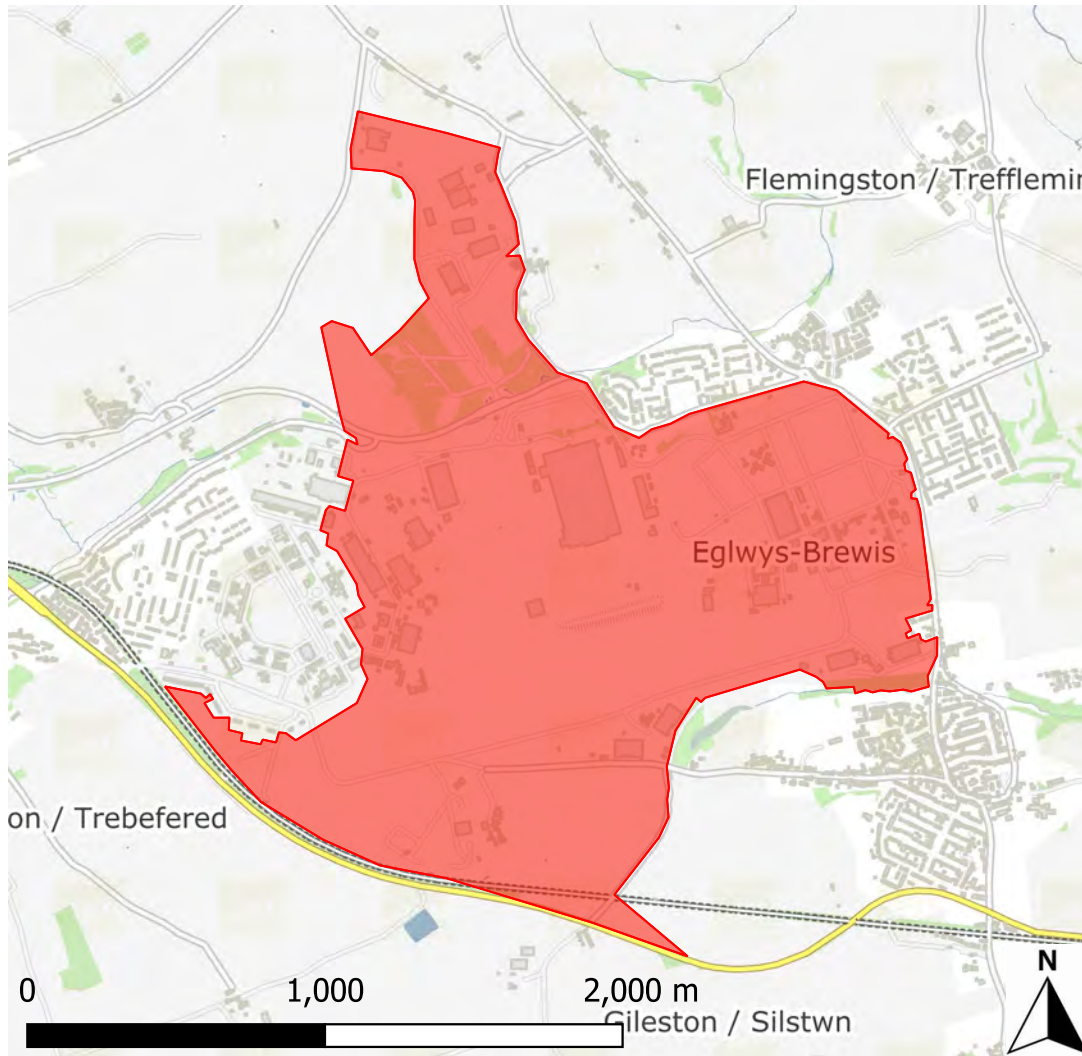 Flemingston / Trefflemin
Eglwys-Brewis
on / Trebefered
0 1,000 2,000 m
Gileston / Silstwn
N